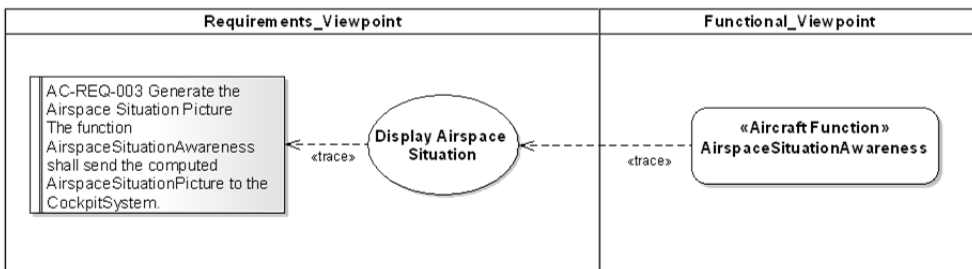 Requirements_Viewpoint
Functional_Viewpoint
AC-REQ-003 Generate the
Airspace Situation Picture
The function
AirspaceSituationAwareness
shall send the computed
AirspaceSituationPicture to the
CockpitSystem.
«trace»
Display Airspace
Situation
«trace»
«Aircraft Function»
AirspaceSituationAwareness